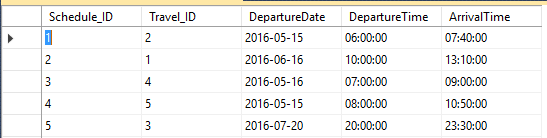 Schedule_ID Travel_ID DepartureDate DepartureTime ArrivalTime
1 2 2016-05-15 06:00:00 07:40:00
2 1 2016-06-16 10:00:00 13:10:00
3 4 2016-05-16 07:00:00 09:00:00
4 5 2016-05-15 08:00:00 10:50:00
5 3 2016-07-20 20:00:00 23:30:00